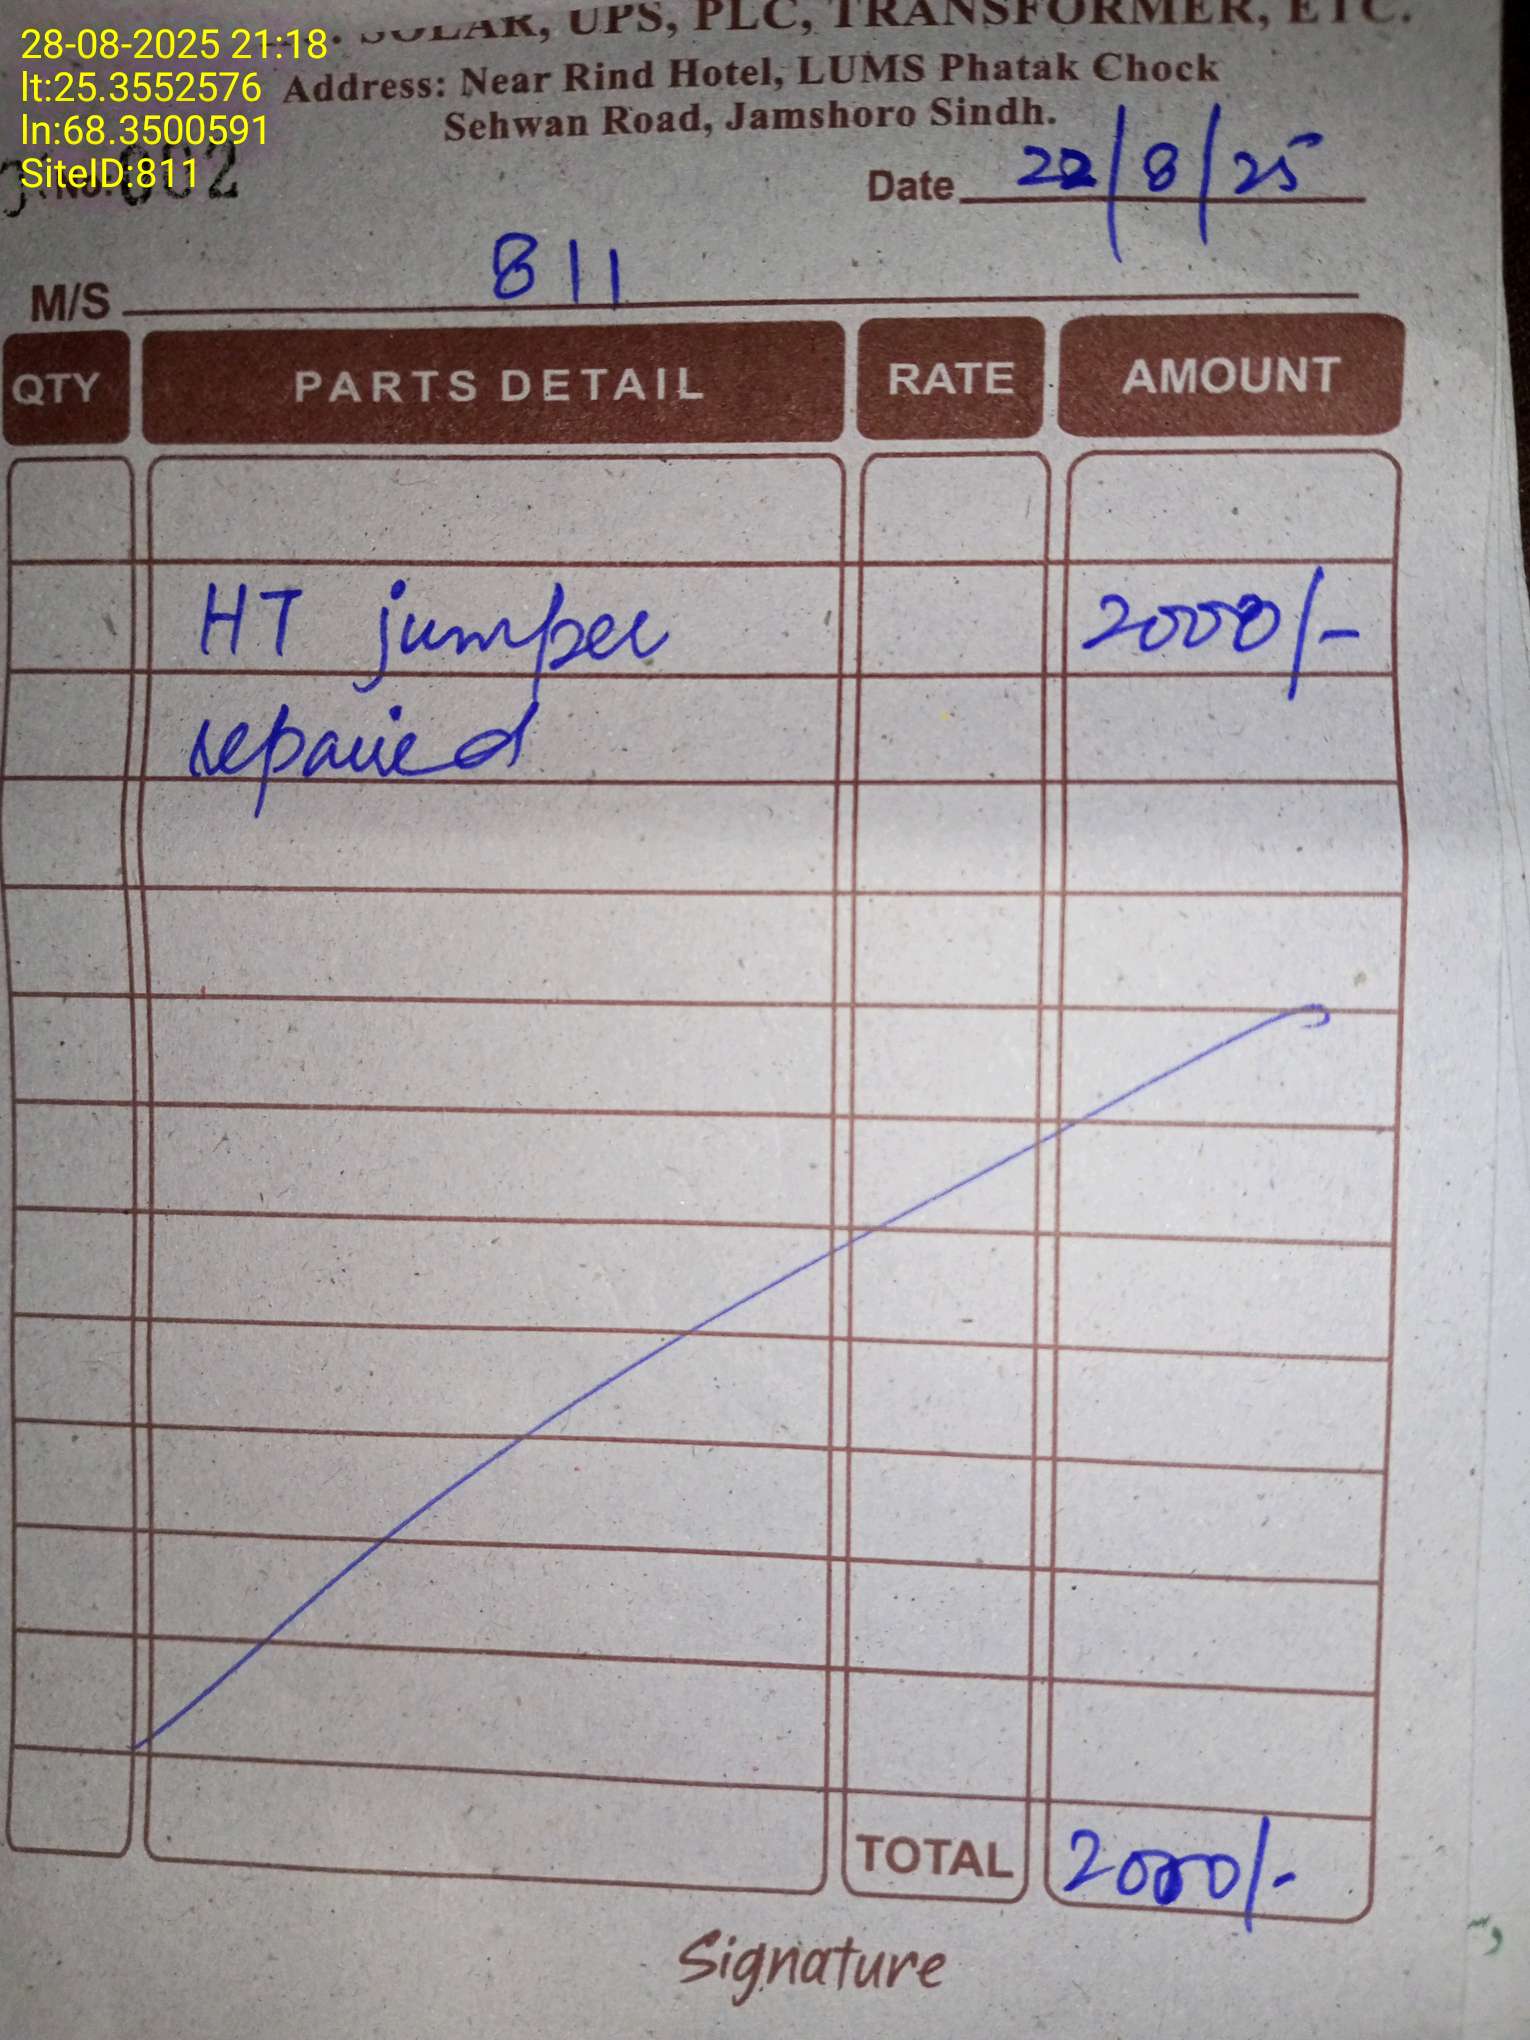 SOLAR, UPS, PLC, TRANSFORMER, ETC.
28-08-2025 21:18
lt:25.3552576
ln:68.3500591
SiteID:811
Address: Near Rind Hotel, LUMS Phatak Chock
Sehwan Road, Jamshoro Sindh.
No. 802
Date 22/8/25
M/S 811
QTY PARTS DETAIL RATE AMOUNT
HT jumper 2000/-
repaired
TOTAL 2000/-
Signature